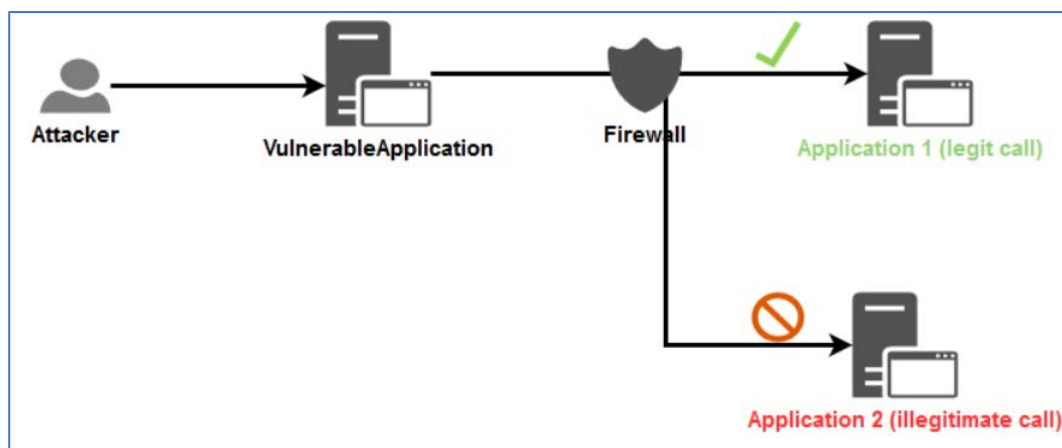 Attacker
VulnerableApplication
Firewall
Application 1 (legit call)
Application 2 (illegitimate call)